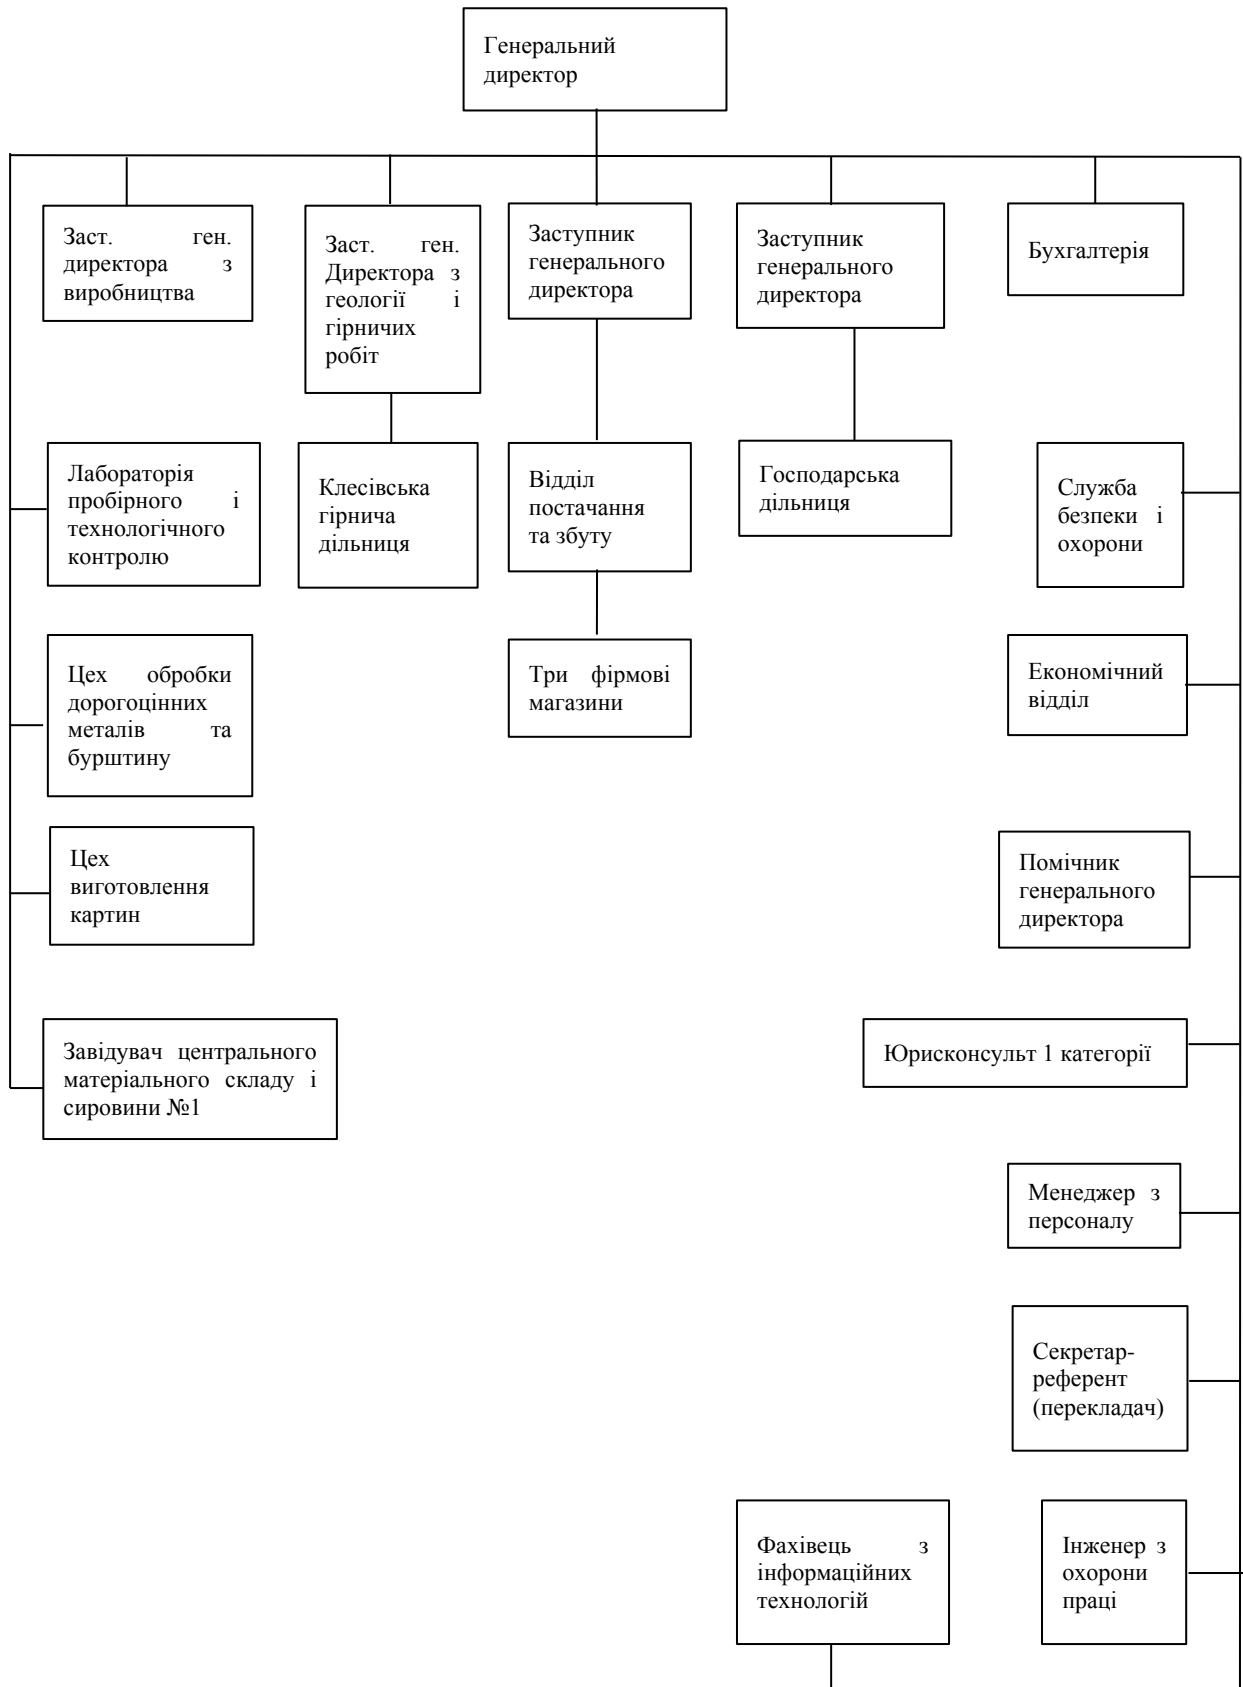 Генеральний
директор
Заст. ген.
директора з
виробництва
Заст. ген.
Директора з
геології і
гірничих
робіт
Заступник
генерального
директора
Заступник
генерального
директора
Бухгалтерія
Лабораторія
пробірного і
технологічного
контролю
Клесівська
гірнича
дільниця
Відділ
постачання
та збуту
Господарська
дільниця
Служба
безпеки і
охорони
Цех обробки
дорогоцінних
металів та
бурштину
Три фірмові
магазини
Економічний
відділ
Цех
виготовлення
картин
Помічник
генерального
директора
Завідувач центрального
матеріального складу і
сировини №1
Юрисконсульт 1 категорії
Менеджер з
персоналу
Секретар-
референт
(перекладач)
Фахівець з
інформаційних
технологій
Інженер з
охорони
праці